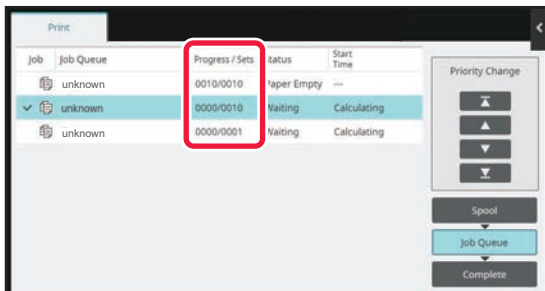 Print
Job Job Queue Progress / Sets Status Start Time
unknown 0010/0010 Paper Empty ---
unknown 0000/0010 Waiting Calculating
unknown 0000/0001 Waiting Calculating
Priority Change
Spool
Job Queue
Complete